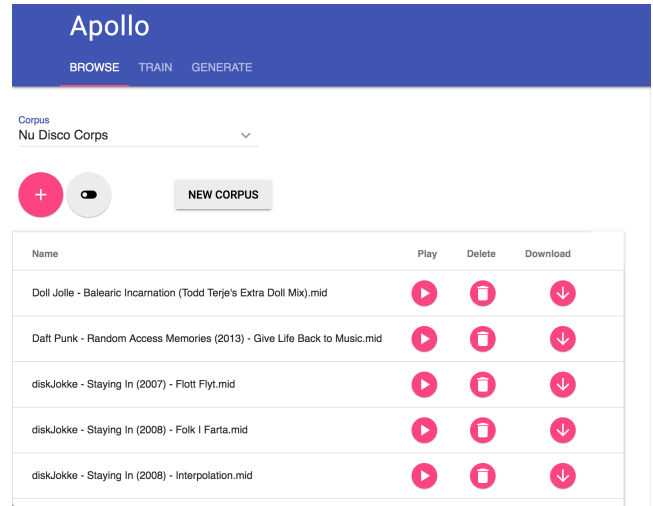 Apollo
BROWSE TRAIN GENERATE
Corpus
Nu Disco Corps
NEW CORPUS
Name Play Delete Download
Doll Jolle - Balearic Incarnation (Todd Terje's Extra Doll Mix).mid
Daft Punk - Random Access Memories (2013) - Give Life Back to Music.mid
diskJokke - Staying In (2007) - Flott Flyt.mid
diskJokke - Staying In (2008) - Folk I Farta.mid
diskJokke - Staying In (2008) - Interpolation.mid